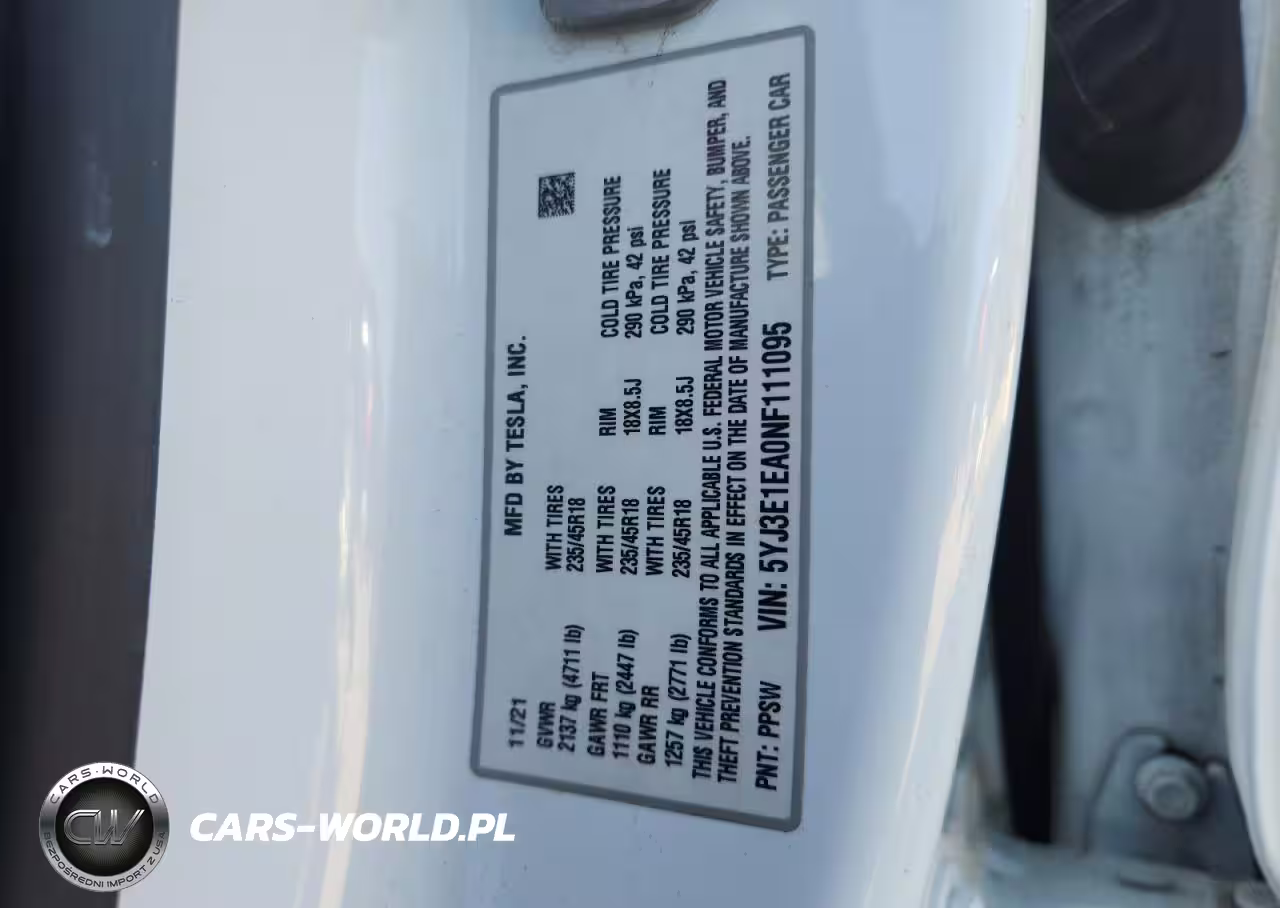 MFD BY TESLA, INC.
11/21
GVWR
2137 kg (4711 lb)
WITH TIRES
235/45R18
GAWR FRT
1110 kg (2447 lb)
WITH TIRES
235/45R18
RIM
18X8.5J
COLD TIRE PRESSURE
290 kPa, 42 psi
GAWR RR
1257 kg (2771 lb)
WITH TIRES
235/45R18
RIM
18X8.5J
COLD TIRE PRESSURE
290 kPa, 42 psi
THIS VEHICLE CONFORMS TO ALL APPLICABLE U.S. FEDERAL MOTOR VEHICLE SAFETY, BUMPER, AND
THEFT PREVENTION STANDARDS IN EFFECT ON THE DATE OF MANUFACTURE SHOWN ABOVE.
PNT: PPSW VIN: 5YJ3E1EA0NF111095 TYPE: PASSENGER CAR
CARS-WORLD
CW
BEZPOŚREDNI IMPORT Z USA
CARS-WORLD.PL